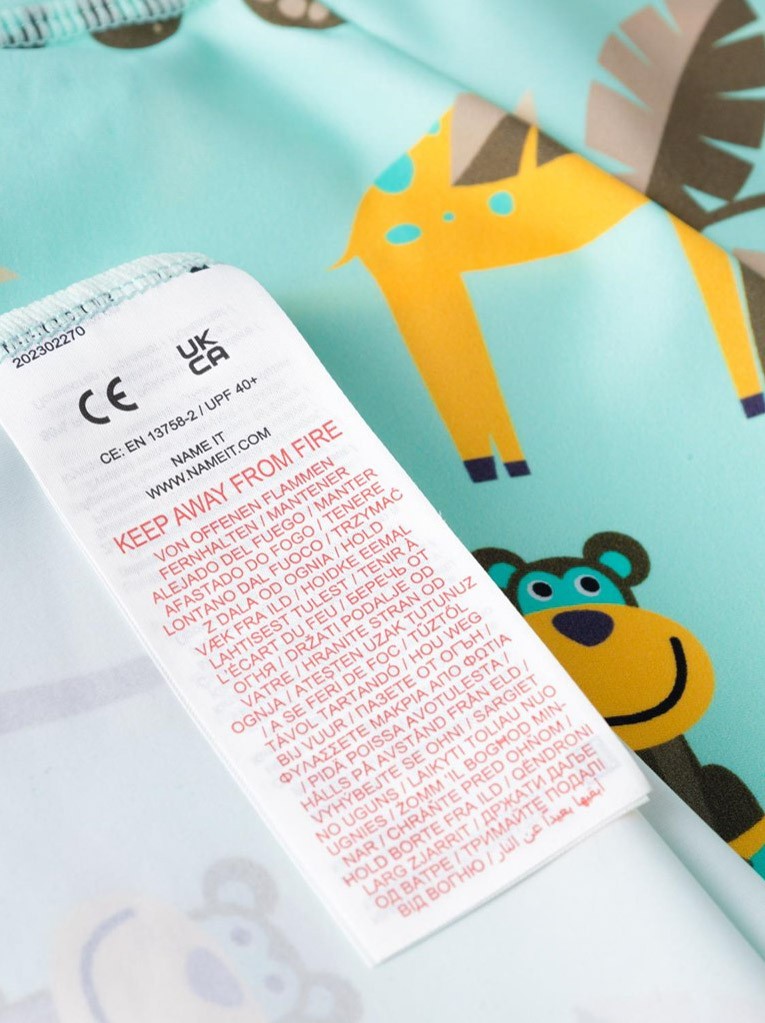 202302270
CE
UK
CA
CE: EN 13758-2 / UPF 40+
NAME IT
WWW.NAMEIT.COM
KEEP AWAY FROM FIRE
VON OFFENEN FLAMMEN
FERNHALTEN / MANTENER
ALEJADO DEL FUEGO / MANTER
AFASTADO DO FOGO / TENERE
LONTANO DAL FUOCO / TRZYMAĆ
Z DALA OD OGNIA / HOLD
VÆK FRA ILD / HOIDKE EEMAL
LAHTISEST TULEST / TENIR À
L'ÉCART DU FEU / БЕРЕЧЬ ОТ
ОГНЯ / DRŽATI PODALJE OD
VATRE / HRANITE STRAN OD
OGNJA / ATEŞTEN UZAK TUTUNUZ
/ A SE FERI DE FOC / TŰZTŐL
TÁVOL TARTANDÓ / HOU WEG
BIJ VUUR / ПАЗЕТЕ ОТ ОГЪН /
ΦΥΛΑΣΣΕΤΕ ΜΑΚΡΙΑ ΑΠΟ ΦΩΤΙΑ
/ PIDÄ POISSA AVOTULESTA /
HÅLLS PÅ AVSTÅND FRÅN ELD /
VYHÝBEJTE SE OHNI / SARGIET
NO UGUNS / LAIKYTI TOLIAU NUO
UGNIES / ŻOMM 'IL BOGĦOD MIN-
NAR / CHRÁNTE PRED OHŇOM /
HOLD BORTE FRA ILD / QËNDRONI
LARG ZJARRIT / ДРЖАТИ ДАЉЕ
ОД ВАТРЕ / ТРИМАЙТЕ ПОДАЛІ
ВІД ВОГНЮ / ابقيها بعيدا عن النار